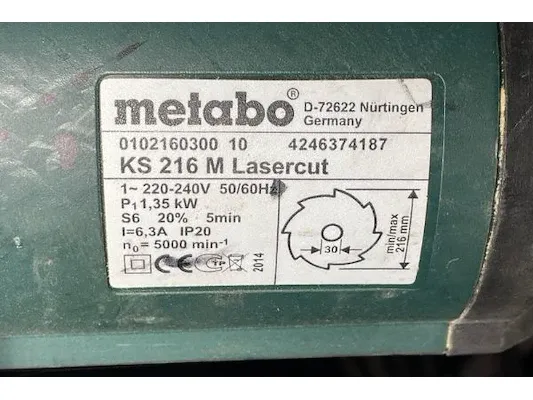 metabo®
D-72622 Nürtingen
Germany
0102160300 10 4246374187
KS 216 M Lasercut
1~ 220-240V 50/60Hz
P₁ 1,35 kW
S6 20% 5min
I=6,3A IP20
n₀= 5000 min⁻¹
CE
2014
30
min/max
216 mm